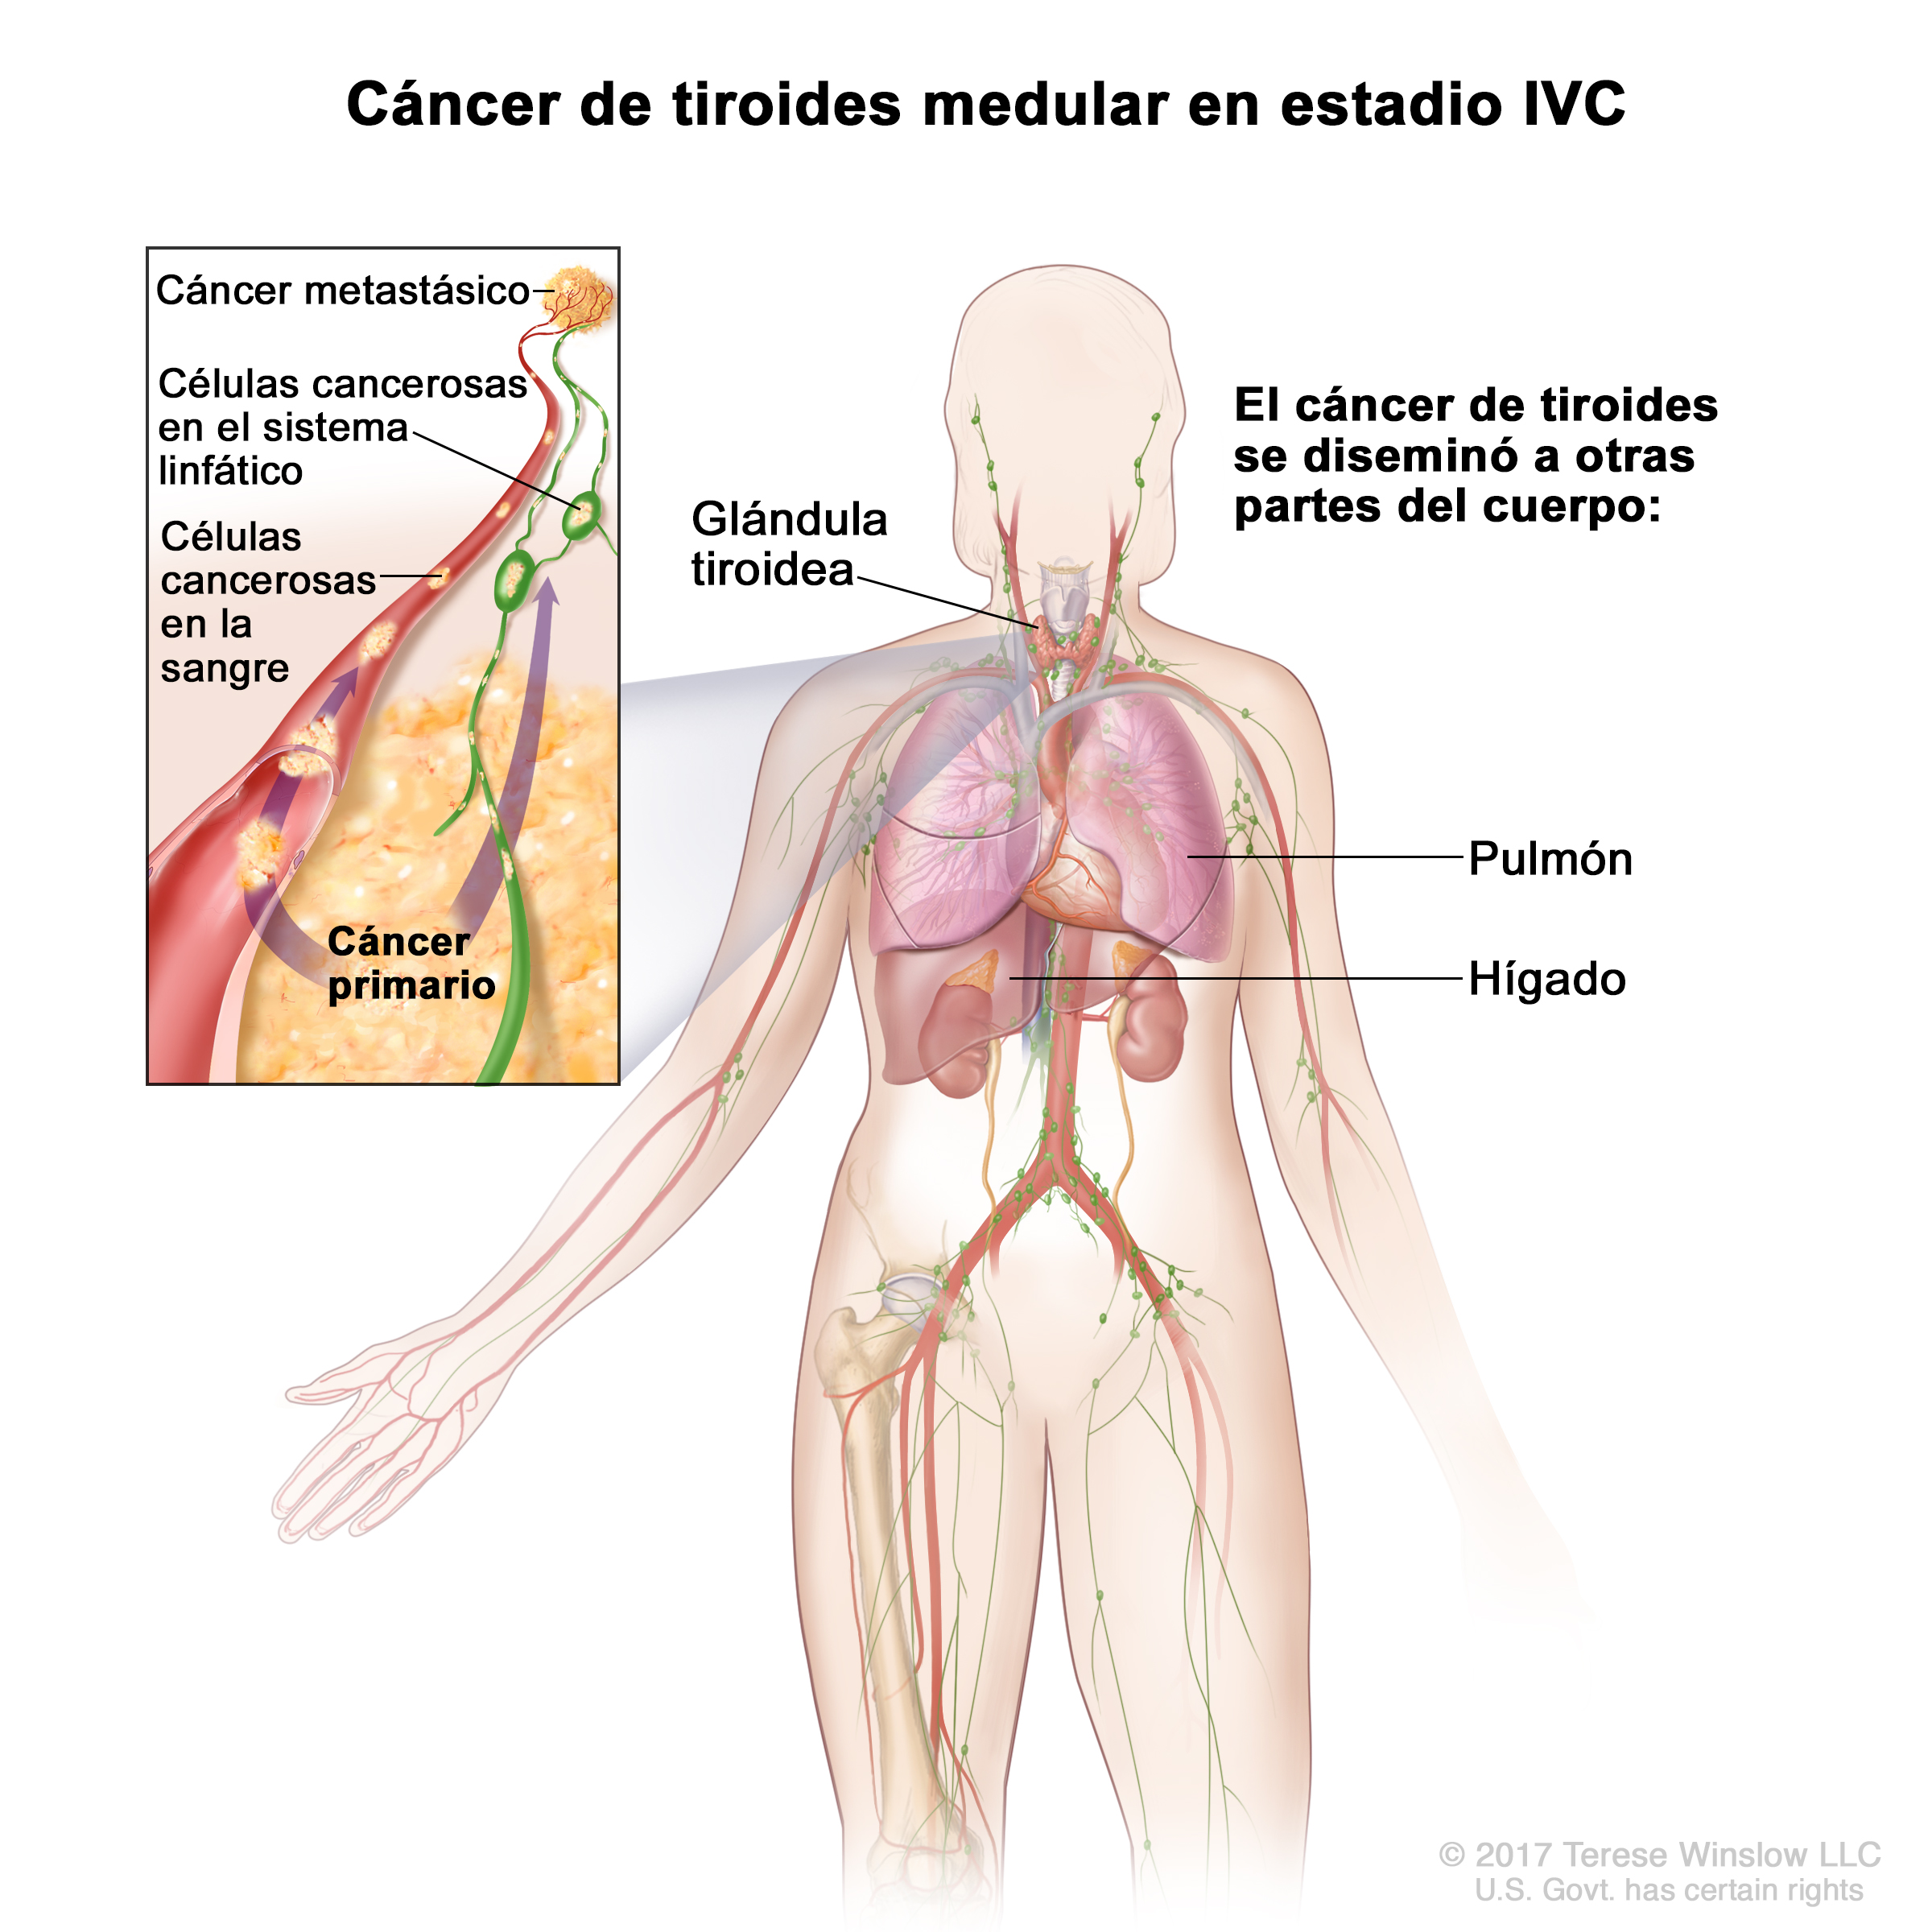 Cáncer de tiroides medular en estadio IVC
Cáncer metastásico
Células cancerosas
en el sistema
linfático
Células
cancerosas
en la
sangre
Cáncer
primario
Glándula
tiroidea
El cáncer de tiroides
se diseminó a otras
partes del cuerpo:
Pulmón
Hígado
© 2017 Terese Winslow LLC
U.S. Govt. has certain rights